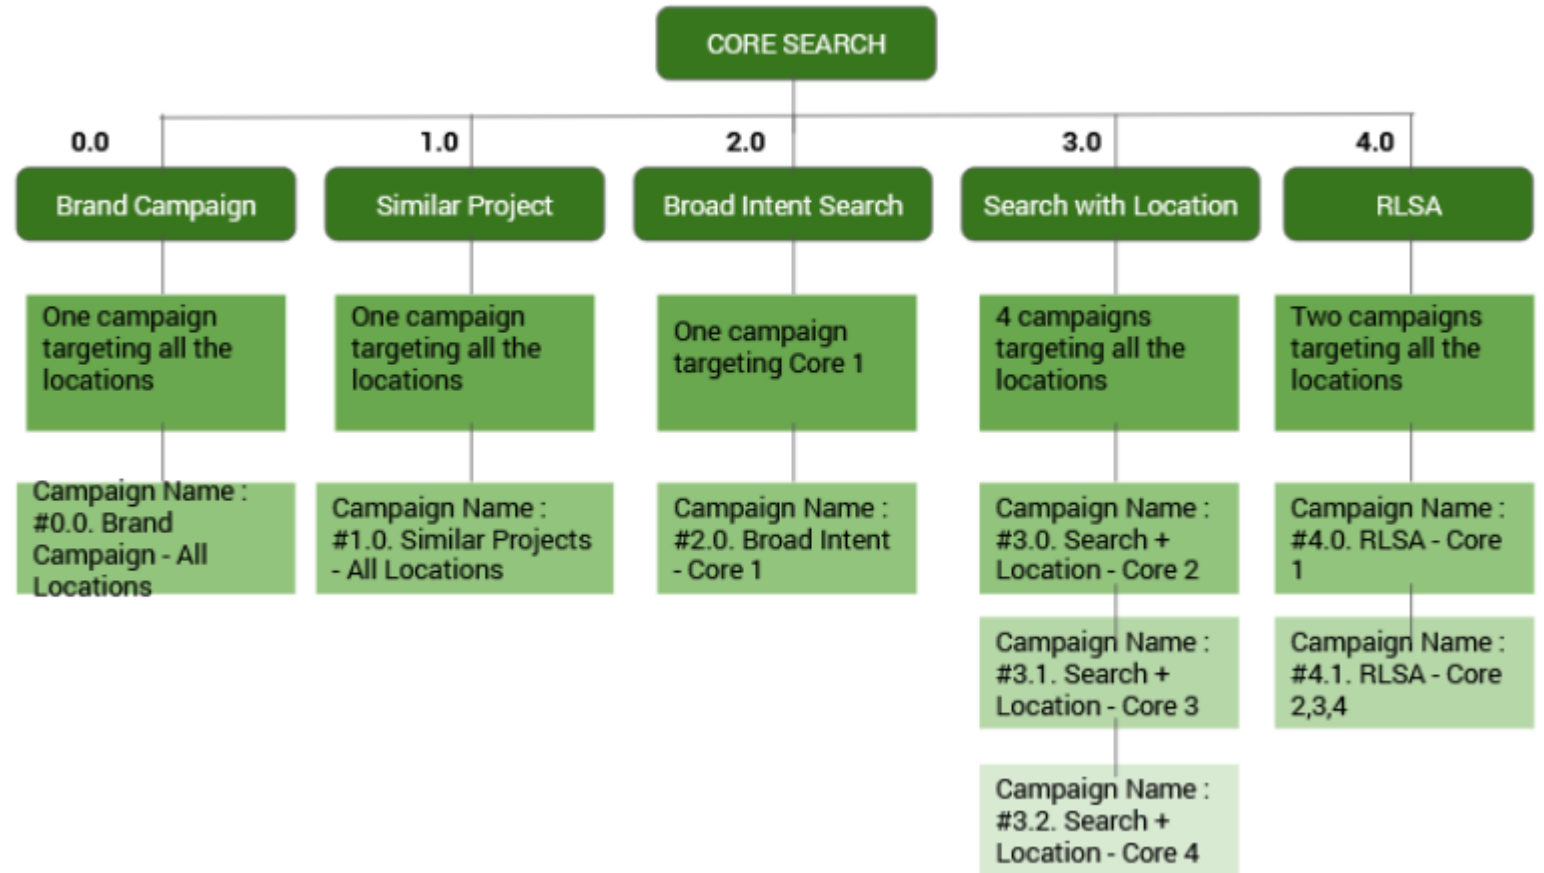 CORE SEARCH
0.0
1.0
2.0
3.0
4.0
Brand Campaign
Similar Project
Broad Intent Search
Search with Location
RLSA
One campaign
targeting all the
locations
One campaign
targeting all the
locations
One campaign
targeting Core 1
4 campaigns
targeting all the
locations
Two campaigns
targeting all the
locations
Campaign Name :
#0.0. Brand
Campaign - All
Locations
Campaign Name :
#1.0. Similar Projects
- All Locations
Campaign Name :
#2.0. Broad Intent
- Core 1
Campaign Name :
#3.0. Search +
Location - Core 2
Campaign Name :
#4.0. RLSA - Core
1
Campaign Name :
#3.1. Search +
Location - Core 3
Campaign Name :
#4.1. RLSA - Core
2,3,4
Campaign Name :
#3.2. Search +
Location - Core 4